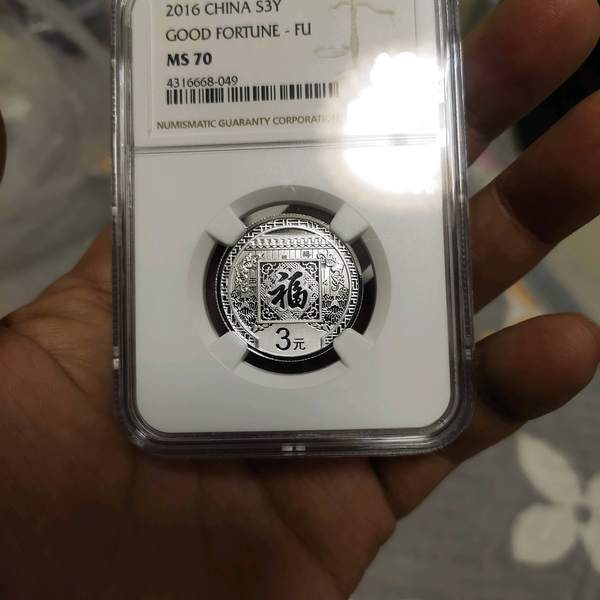 2016 CHINA S3Y
GOOD FORTUNE - FU
MS 70
4316668-049
NUMISMATIC GUARANTY CORPORATION
福
3元